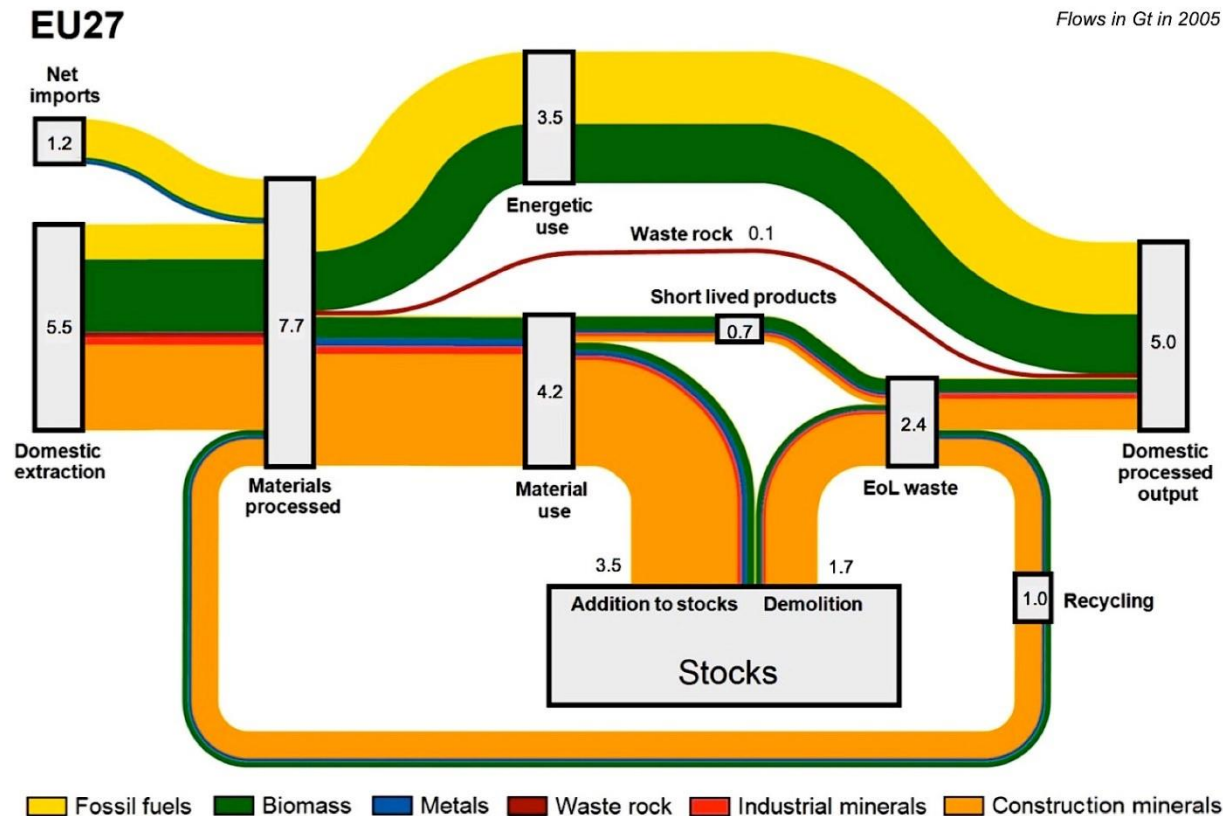 EU27
Flows in Gt in 2005
Net
imports
1.2
3.5
Energetic
use
Waste rock 0.1
Short lived products
0.7
5.5
Domestic
extraction
7.7
Materials
processed
4.2
Material
use
2.4
EoL waste
5.0
Domestic
processed
output
3.5
1.7
Addition to stocks
Demolition
Stocks
1.0
Recycling
Fossil fuels
Biomass
Metals
Waste rock
Industrial minerals
Construction minerals